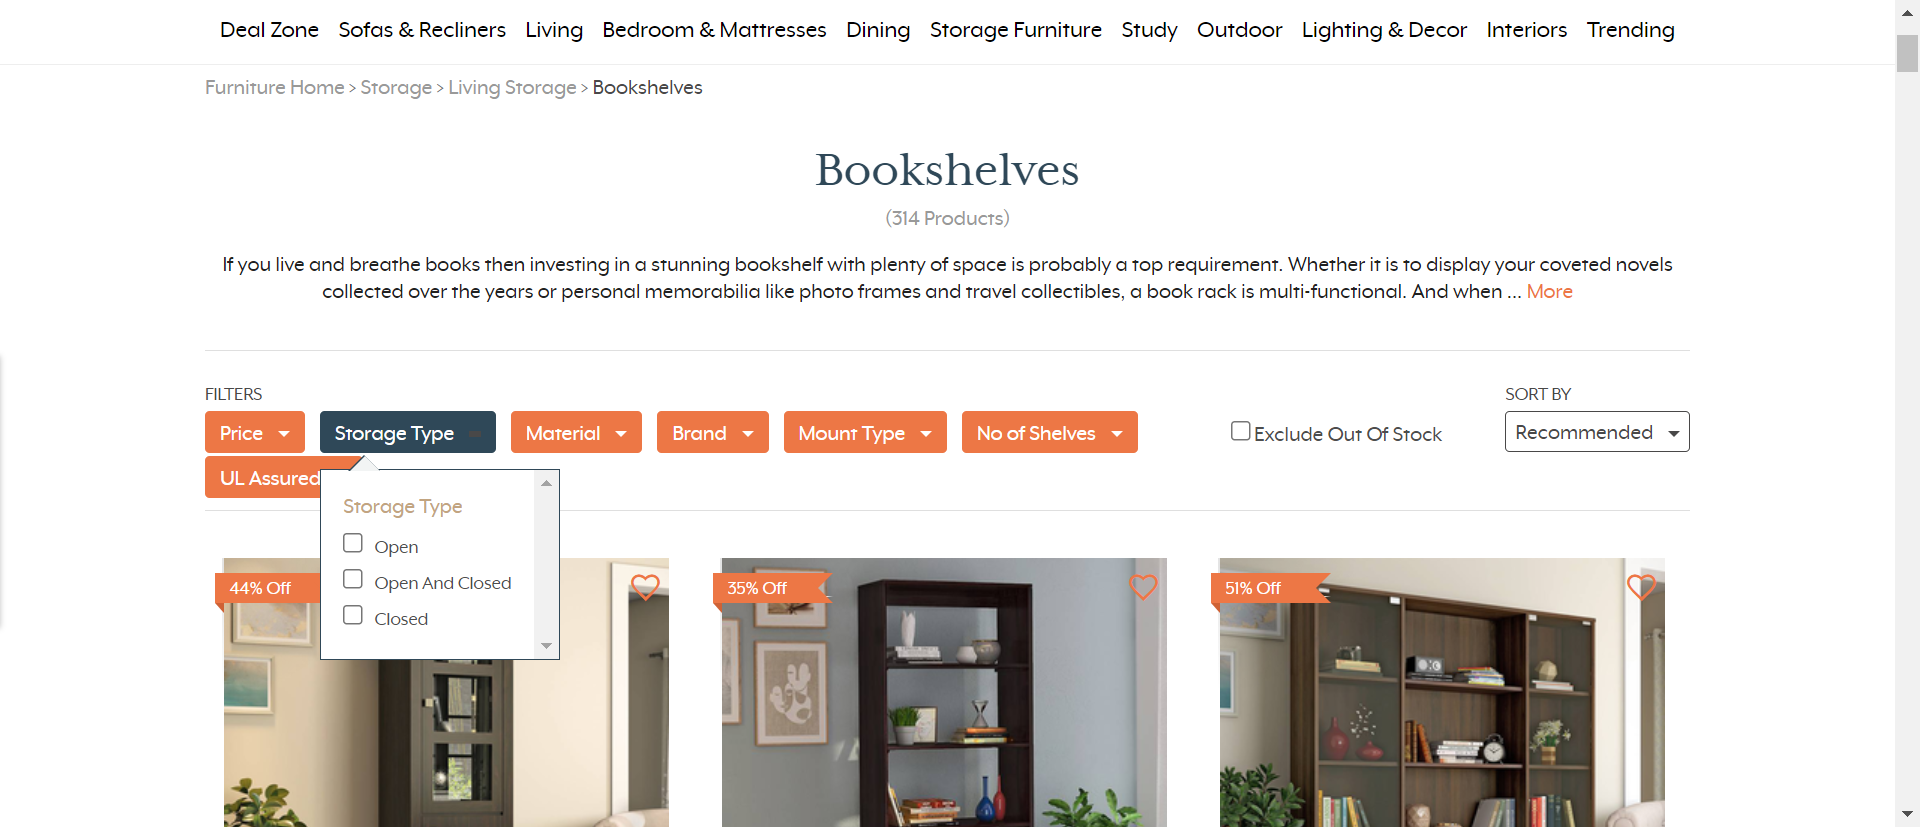 Deal Zone Sofas & Recliners Living Bedroom & Mattresses Dining Storage Furniture Study Outdoor Lighting & Decor Interiors Trending
Furniture Home > Storage > Living Storage > Bookshelves
Bookshelves
(314 Products)
If you live and breathe books then investing in a stunning bookshelf with plenty of space is probably a top requirement. Whether it is to display your coveted novels
collected over the years or personal memorabilia like photo frames and travel collectibles, a book rack is multi-functional. And when ... More
FILTERS
SORT BY
Price Storage Type Material Brand Mount Type No of Shelves Exclude Out Of Stock Recommended
UL Assured
Storage Type
Open
Open And Closed
Closed
44% Off
35% Off
51% Off